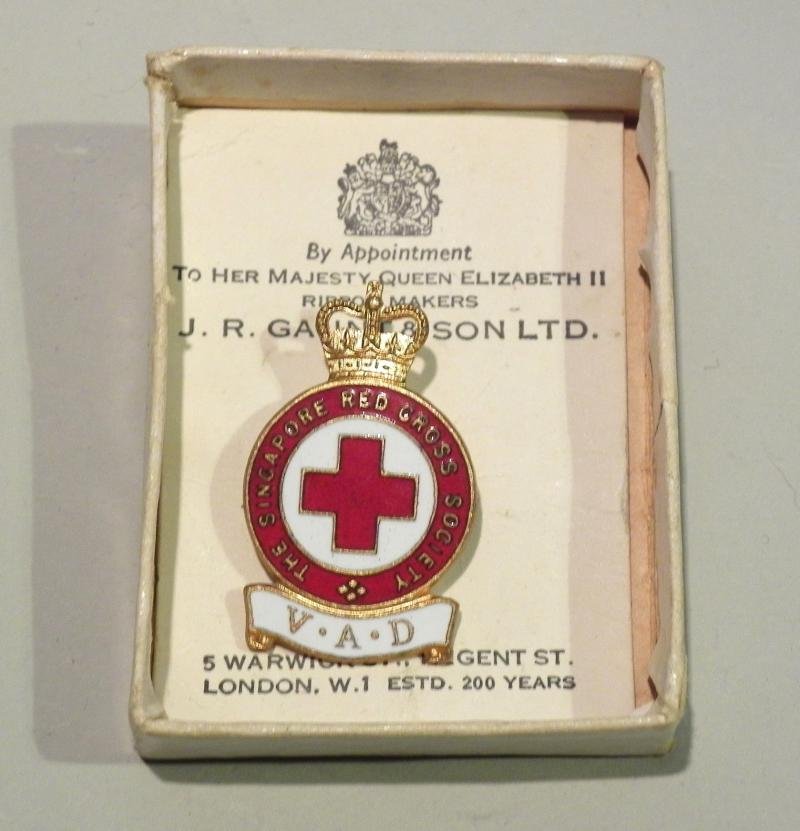 By Appointment
TO HER MAJESTY QUEEN ELIZABETH II
MAKERS
J. R. & SON LTD.
THE SINGAPORE RED CROSS SOCIETY
V·A·D
5 ST.
LONDON, W.1 ESTD. 200 YEARS